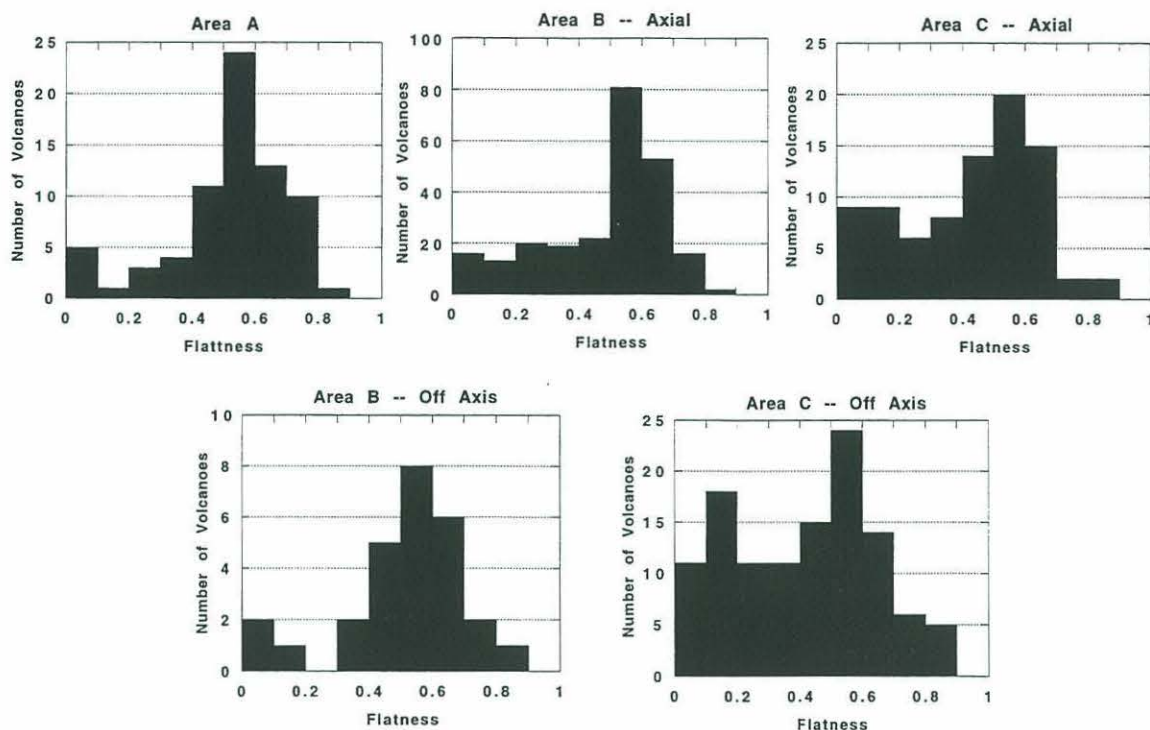 Area A
25
20
15
10
5
0
Number of Volcanoes
0 0.2 0.4 0.6 0.8 1
Flattness
Area B -- Axial
100
80
60
40
20
0
Number of Volcanoes
0 0.2 0.4 0.6 0.8 1
Flatness
Area C -- Axial
25
20
15
10
5
0
Number of Volcanoes
0 0.2 0.4 0.6 0.8 1
Flatness
Area B -- Off Axis
10
8
6
4
2
0
Number of Volcanoes
0 0.2 0.4 0.6 0.8 1
Flatness
Area C -- Off Axis
25
20
15
10
5
0
Number of Volcanoes
0 0.2 0.4 0.6 0.8 1
Flatness